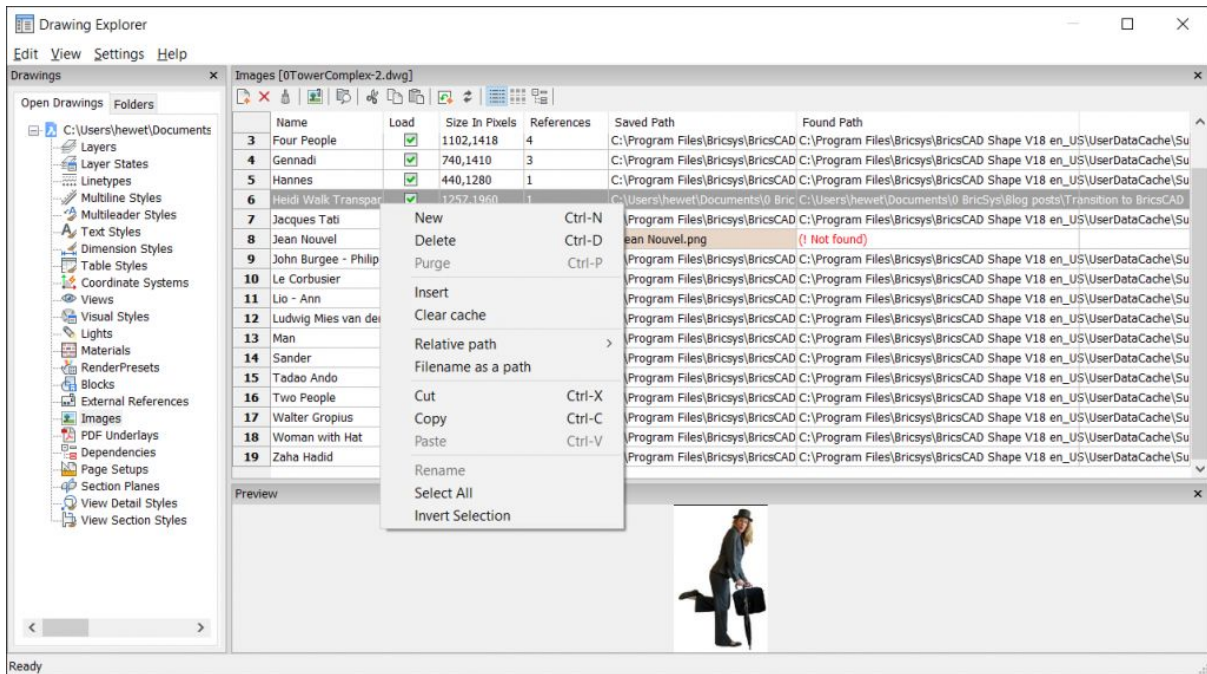 Drawing Explorer
Edit View Settings Help
Drawings
Open Drawings Folders
C:\Users\hewet\Documents
Layers
Layer States
Linetypes
Multiline Styles
Multileader Styles
Text Styles
Dimension Styles
Table Styles
Coordinate Systems
Views
Visual Styles
Lights
Materials
RenderPresets
Blocks
External References
Images
PDF Underlays
Dependencies
Page Setups
Section Planes
View Detail Styles
View Section Styles
Images [0TowerComplex-2.dwg]
Name Load Size In Pixels References Saved Path Found Path
3 Four People 1102,1418 4 C:\Program Files\Bricsys\BricsCAD C:\Program Files\Bricsys\BricsCAD Shape V18 en_US\UserDataCache\Su
4 Gennadi 740,1410 3 C:\Program Files\Bricsys\BricsCAD C:\Program Files\Bricsys\BricsCAD Shape V18 en_US\UserDataCache\Su
5 Hannes 440,1280 1 C:\Program Files\Bricsys\BricsCAD C:\Program Files\Bricsys\BricsCAD Shape V18 en_US\UserDataCache\Su
6 Heidi Walk Transpar 1257,1960 1 C:\Users\hewet\Documents\0 Bric C:\Users\hewet\Documents\0 BricSys\Blog posts\Transition to BricsCAD
7 Jacques Tati \Program Files\Bricsys\BricsCAD C:\Program Files\Bricsys\BricsCAD Shape V18 en_US\UserDataCache\Su
8 Jean Nouvel ean Nouvel.png (! Not found)
9 John Burgee - Philip \Program Files\Bricsys\BricsCAD C:\Program Files\Bricsys\BricsCAD Shape V18 en_US\UserDataCache\Su
10 Le Corbusier \Program Files\Bricsys\BricsCAD C:\Program Files\Bricsys\BricsCAD Shape V18 en_US\UserDataCache\Su
11 Lio - Ann \Program Files\Bricsys\BricsCAD C:\Program Files\Bricsys\BricsCAD Shape V18 en_US\UserDataCache\Su
12 Ludwig Mies van der \Program Files\Bricsys\BricsCAD C:\Program Files\Bricsys\BricsCAD Shape V18 en_US\UserDataCache\Su
13 Man \Program Files\Bricsys\BricsCAD C:\Program Files\Bricsys\BricsCAD Shape V18 en_US\UserDataCache\Su
14 Sander \Program Files\Bricsys\BricsCAD C:\Program Files\Bricsys\BricsCAD Shape V18 en_US\UserDataCache\Su
15 Tadao Ando \Program Files\Bricsys\BricsCAD C:\Program Files\Bricsys\BricsCAD Shape V18 en_US\UserDataCache\Su
16 Two People \Program Files\Bricsys\BricsCAD C:\Program Files\Bricsys\BricsCAD Shape V18 en_US\UserDataCache\Su
17 Walter Gropius \Program Files\Bricsys\BricsCAD C:\Program Files\Bricsys\BricsCAD Shape V18 en_US\UserDataCache\Su
18 Woman with Hat \Program Files\Bricsys\BricsCAD C:\Program Files\Bricsys\BricsCAD Shape V18 en_US\UserDataCache\Su
19 Zaha Hadid \Program Files\Bricsys\BricsCAD C:\Program Files\Bricsys\BricsCAD Shape V18 en_US\UserDataCache\Su
New Ctrl-N
Delete Ctrl-D
Purge Ctrl-P
Insert
Clear cache
Relative path
Filename as a path
Cut Ctrl-X
Copy Ctrl-C
Paste Ctrl-V
Rename
Select All
Invert Selection
Preview
Ready